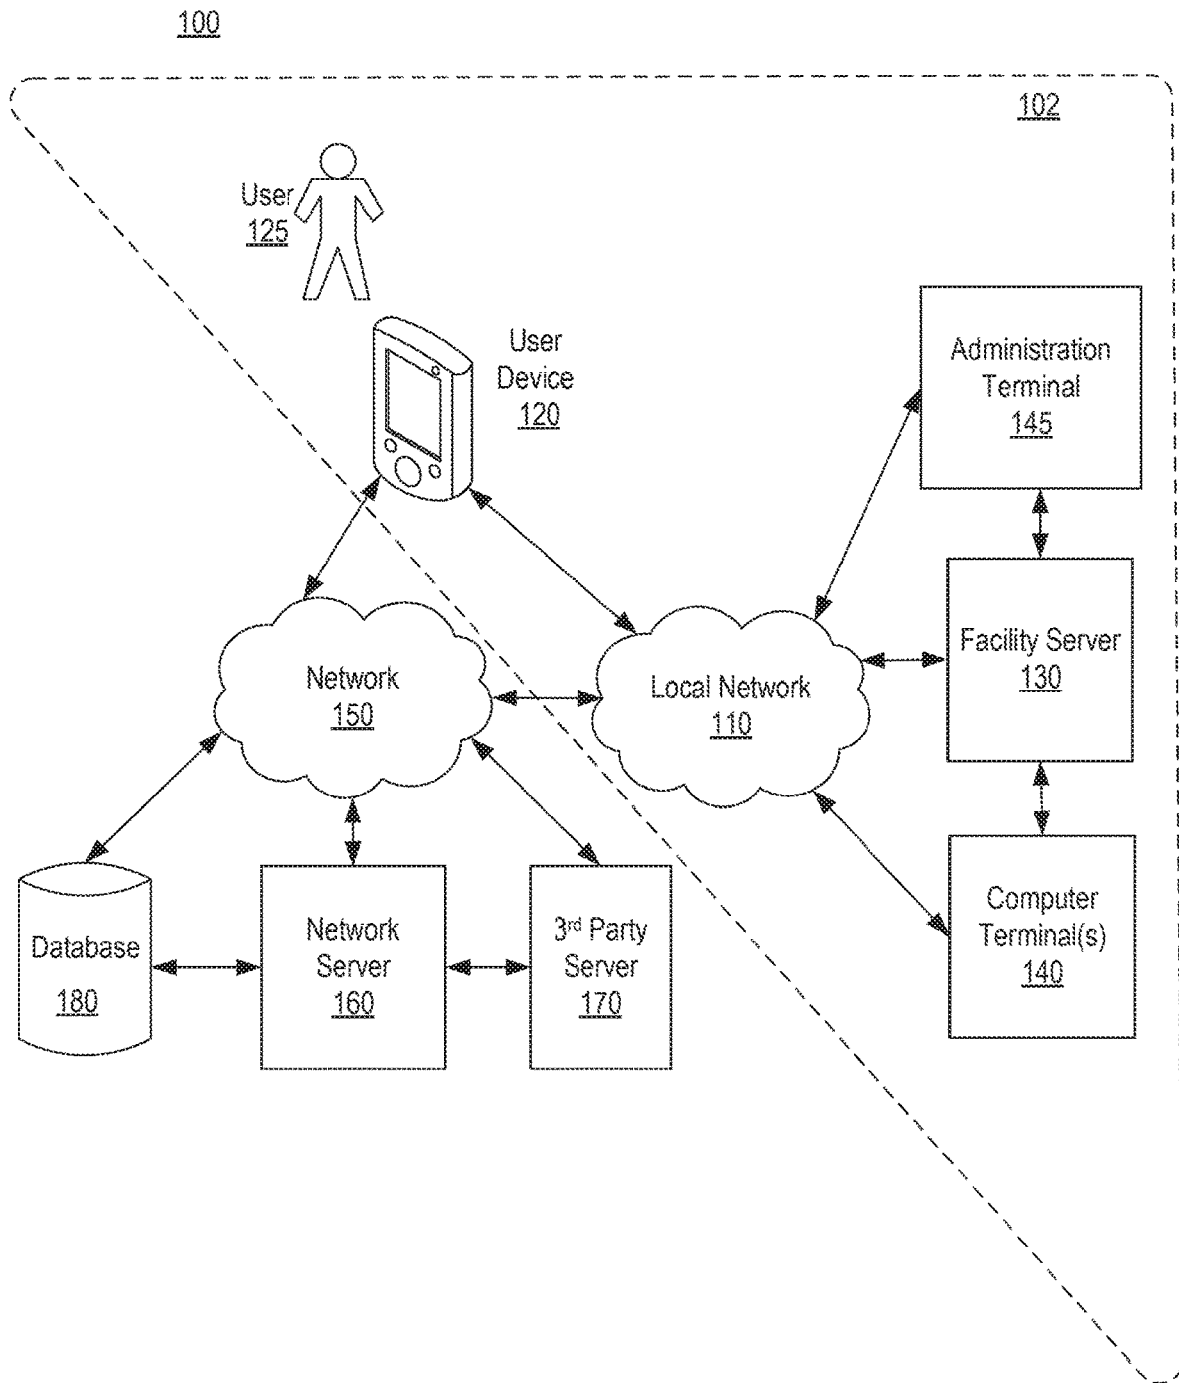 100
102
User
125
User
Device
120
Administration
Terminal
145
Facility Server
130
Network
150
Local Network
110
Computer
Terminal(s)
140
Database
180
Network
Server
160
3rd Party
Server
170